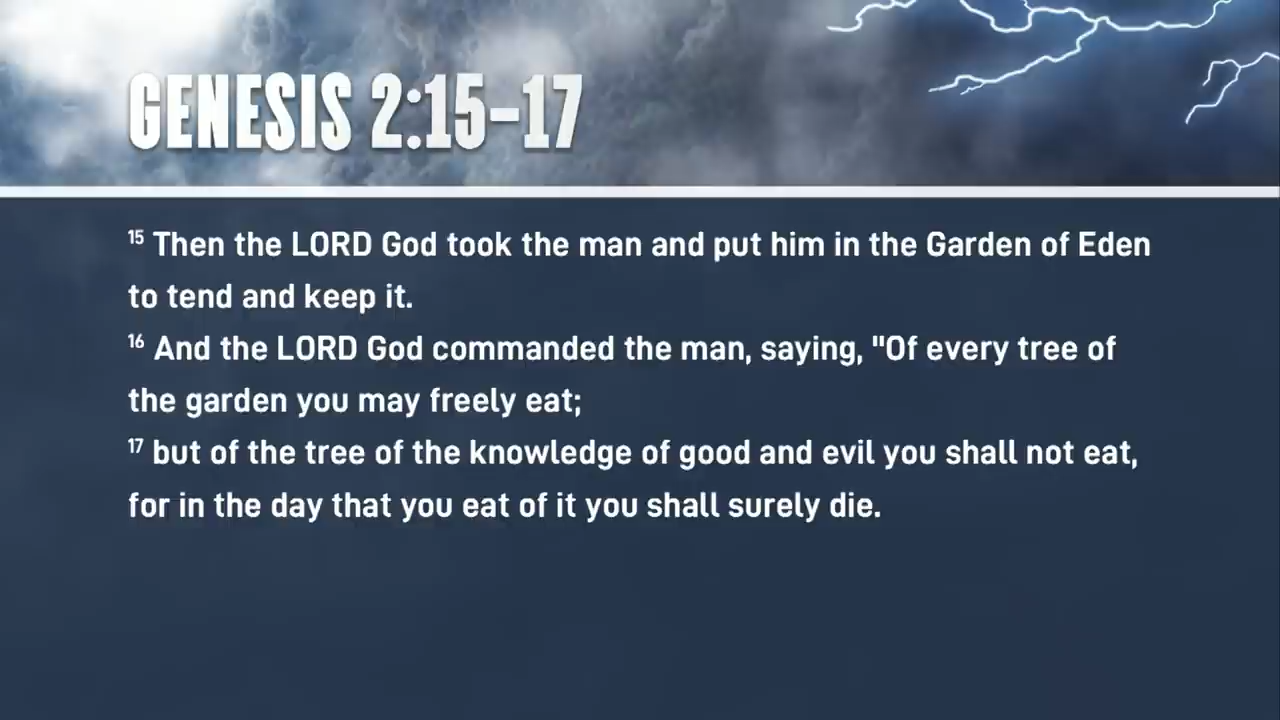 GENESIS 2:15-17
15 Then the LORD God took the man and put him in the Garden of Eden
to tend and keep it.
16 And the LORD God commanded the man, saying, "Of every tree of
the garden you may freely eat;
17 but of the tree of the knowledge of good and evil you shall not eat,
for in the day that you eat of it you shall surely die.